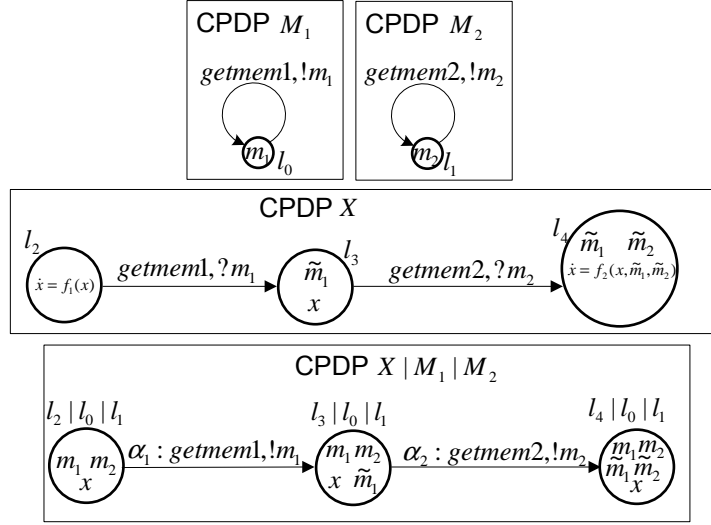 CPDP M₁
CPDP M₂
getmem1,!m₁
getmem2,!m₂
m₁ l₀
m₂ l₁
CPDP X
l₂
l₃
l₄
ẋ = f₁(x)
getmem1,?m₁
m̃₁
x
getmem2,?m₂
m̃₁ m̃₂
ẋ = f₂(x,m̃₁,m̃₂)
CPDP X | M₁ | M₂
l₂ | l₀ | l₁
l₃ | l₀ | l₁
l₄ | l₀ | l₁
m₁ m₂
x
α₁ : getmem1,!m₁
m₁ m₂
x m̃₁
α₂ : getmem2,!m₂
m₁ m₂
m̃₁ m̃₂
x